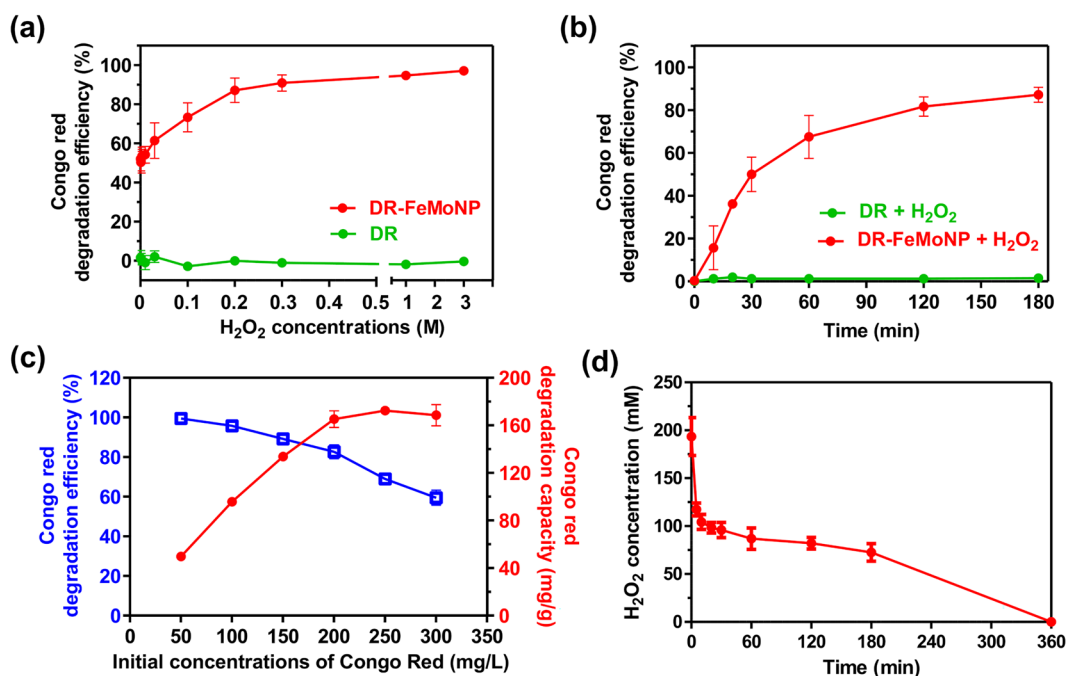 (a)
Congo red
degradation efficiency (%)
100
80
60
40
20
0
DR-FeMoNP
DR
0
0.1
0.2
0.3
0.4
0.5
1
2
3
H₂O₂ concentrations (M)
(b)
Congo red
degradation efficiency (%)
100
80
60
40
20
0
DR + H₂O₂
DR-FeMoNP + H₂O₂
0
30
60
90
120
150
180
Time (min)
(c)
Congo red
degradation efficiency (%)
120
100
80
60
40
20
0
200
160
120
80
40
0
Congo red
degradation capacity (mg/g)
0
50
100
150
200
250
300
350
Initial concentrations of Congo Red (mg/L)
(d)
H₂O₂ concentration (mM)
250
200
150
100
50
0
0
60
120
180
240
300
360
Time (min)